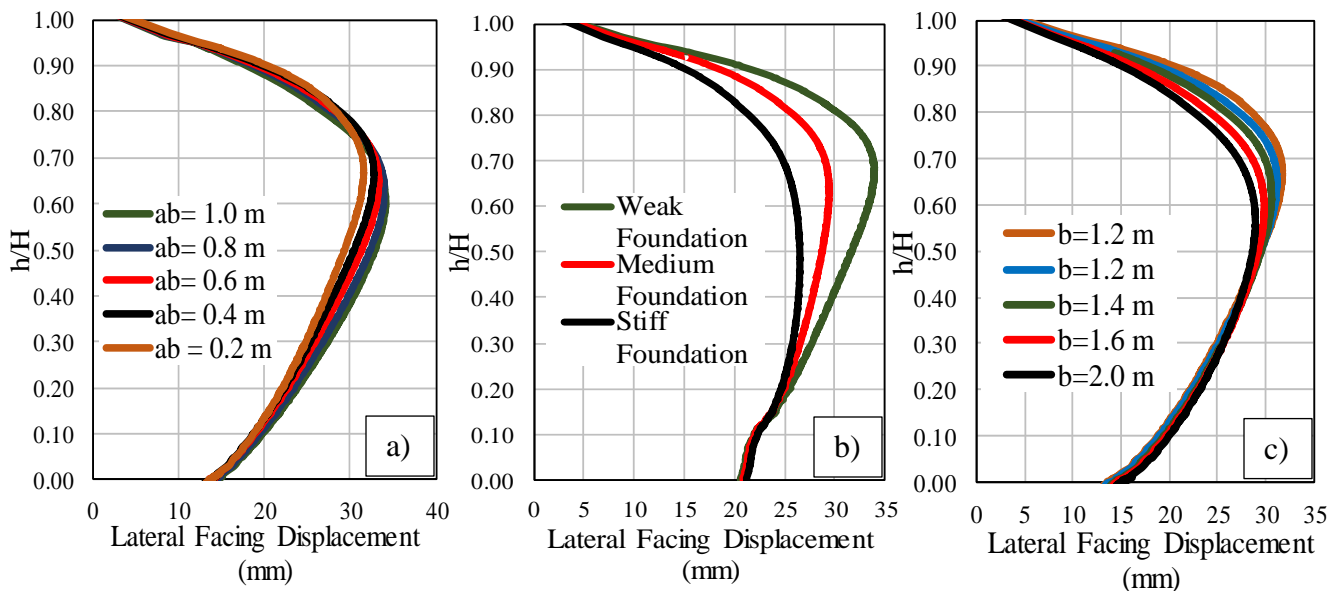 1.00
0.90
0.80
0.70
0.60
0.50
0.40
0.30
0.20
0.10
0.00
h/H
ab= 1.0 m
ab= 0.8 m
ab= 0.6 m
ab= 0.4 m
ab = 0.2 m
a)
0 10 20 30 40
Lateral Facing Displacement
(mm)
1.00
0.90
0.80
0.70
0.60
0.50
0.40
0.30
0.20
0.10
0.00
h/H
Weak
Foundation
Medium
Foundation
Stiff
Foundation
b)
0 5 10 15 20 25 30 35
Lateral Facing Displacement
(mm)
1.00
0.90
0.80
0.70
0.60
0.50
0.40
0.30
0.20
0.10
0.00
h/H
b=1.2 m
b=1.2 m
b=1.4 m
b=1.6 m
b=2.0 m
c)
0 5 10 15 20 25 30 35
Lateral Facing Displacement
(mm)